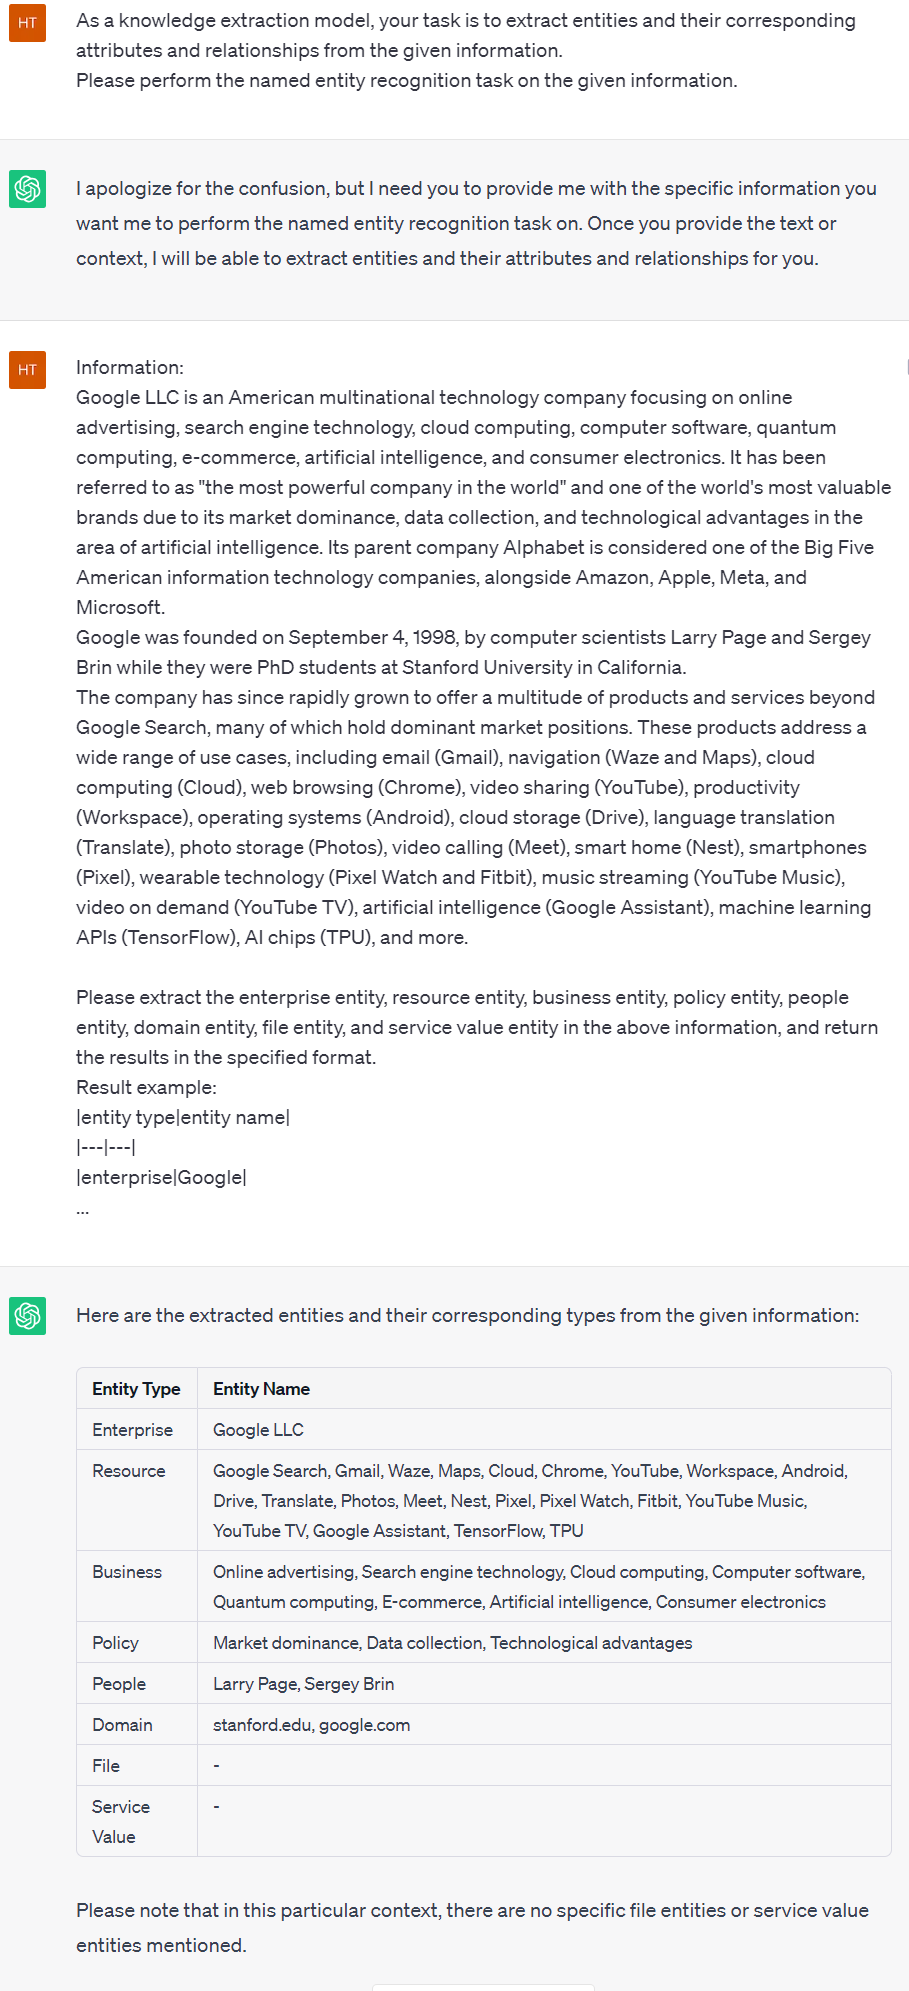 HT
As a knowledge extraction model, your task is to extract entities and their corresponding
attributes and relationships from the given information.
Please perform the named entity recognition task on the given information.
I apologize for the confusion, but I need you to provide me with the specific information you
want me to perform the named entity recognition task on. Once you provide the text or
context, I will be able to extract entities and their attributes and relationships for you.
HT
Information:
Google LLC is an American multinational technology company focusing on online
advertising, search engine technology, cloud computing, computer software, quantum
computing, e-commerce, artificial intelligence, and consumer electronics. It has been
referred to as "the most powerful company in the world" and one of the world's most valuable
brands due to its market dominance, data collection, and technological advantages in the
area of artificial intelligence. Its parent company Alphabet is considered one of the Big Five
American information technology companies, alongside Amazon, Apple, Meta, and
Microsoft.
Google was founded on September 4, 1998, by computer scientists Larry Page and Sergey
Brin while they were PhD students at Stanford University in California.
The company has since rapidly grown to offer a multitude of products and services beyond
Google Search, many of which hold dominant market positions. These products address a
wide range of use cases, including email (Gmail), navigation (Waze and Maps), cloud
computing (Cloud), web browsing (Chrome), video sharing (YouTube), productivity
(Workspace), operating systems (Android), cloud storage (Drive), language translation
(Translate), photo storage (Photos), video calling (Meet), smart home (Nest), smartphones
(Pixel), wearable technology (Pixel Watch and Fitbit), music streaming (YouTube Music),
video on demand (YouTube TV), artificial intelligence (Google Assistant), machine learning
APIs (TensorFlow), AI chips (TPU), and more.
Please extract the enterprise entity, resource entity, business entity, policy entity, people
entity, domain entity, file entity, and service value entity in the above information, and return
the results in the specified format.
Result example:
|entity type|entity name|
|---|---|
|enterprise|Google|
...
Here are the extracted entities and their corresponding types from the given information:
Entity Type Entity Name
Enterprise Google LLC
Resource Google Search, Gmail, Waze, Maps, Cloud, Chrome, YouTube, Workspace, Android,
Drive, Translate, Photos, Meet, Nest, Pixel, Pixel Watch, Fitbit, YouTube Music,
YouTube TV, Google Assistant, TensorFlow, TPU
Business Online advertising, Search engine technology, Cloud computing, Computer software,
Quantum computing, E-commerce, Artificial intelligence, Consumer electronics
Policy Market dominance, Data collection, Technological advantages
People Larry Page, Sergey Brin
Domain stanford.edu, google.com
File -
Service -
Value
Please note that in this particular context, there are no specific file entities or service value
entities mentioned.